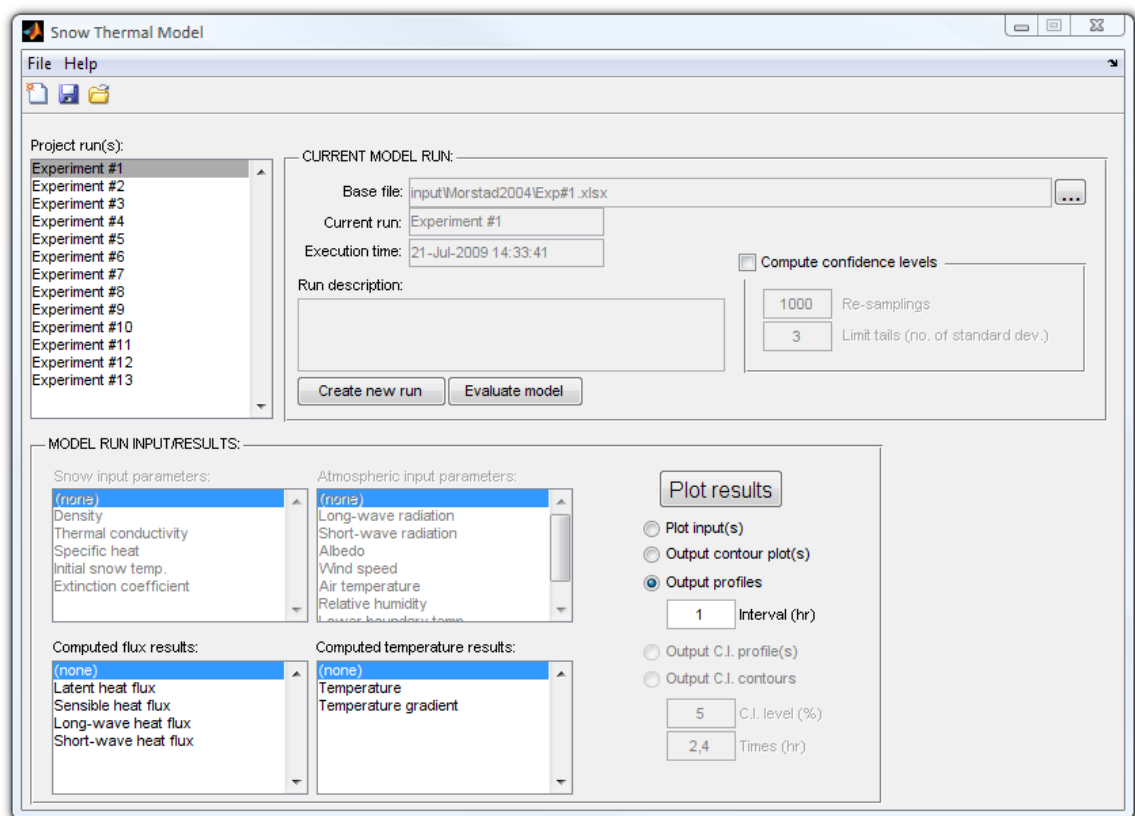 Snow Thermal Model
File Help
Project run(s):
Experiment #1
Experiment #2
Experiment #3
Experiment #4
Experiment #5
Experiment #6
Experiment #7
Experiment #8
Experiment #9
Experiment #10
Experiment #11
Experiment #12
Experiment #13
CURRENT MODEL RUN:
Base file: input\Morstad2004\Exp#1.xlsx ...
Current run: Experiment #1
Execution time: 21-Jul-2009 14:33:41
Run description:
Create new run Evaluate model
Compute confidence levels
1000 Re-samplings
3 Limit tails (no. of standard dev.)
MODEL RUN INPUT/RESULTS:
Snow input parameters:
(none)
Density
Thermal conductivity
Specific heat
Initial snow temp.
Extinction coefficient
Atmospheric input parameters:
(none)
Long-wave radiation
Short-wave radiation
Albedo
Wind speed
Air temperature
Relative humidity
Lower boundary temp.
Computed flux results:
(none)
Latent heat flux
Sensible heat flux
Long-wave heat flux
Short-wave heat flux
Computed temperature results:
(none)
Temperature
Temperature gradient
Plot results
Plot input(s)
Output contour plot(s)
Output profiles
1 Interval (hr)
Output C.I. profile(s)
Output C.I. contours
5 C.I. level (%)
2,4 Times (hr)